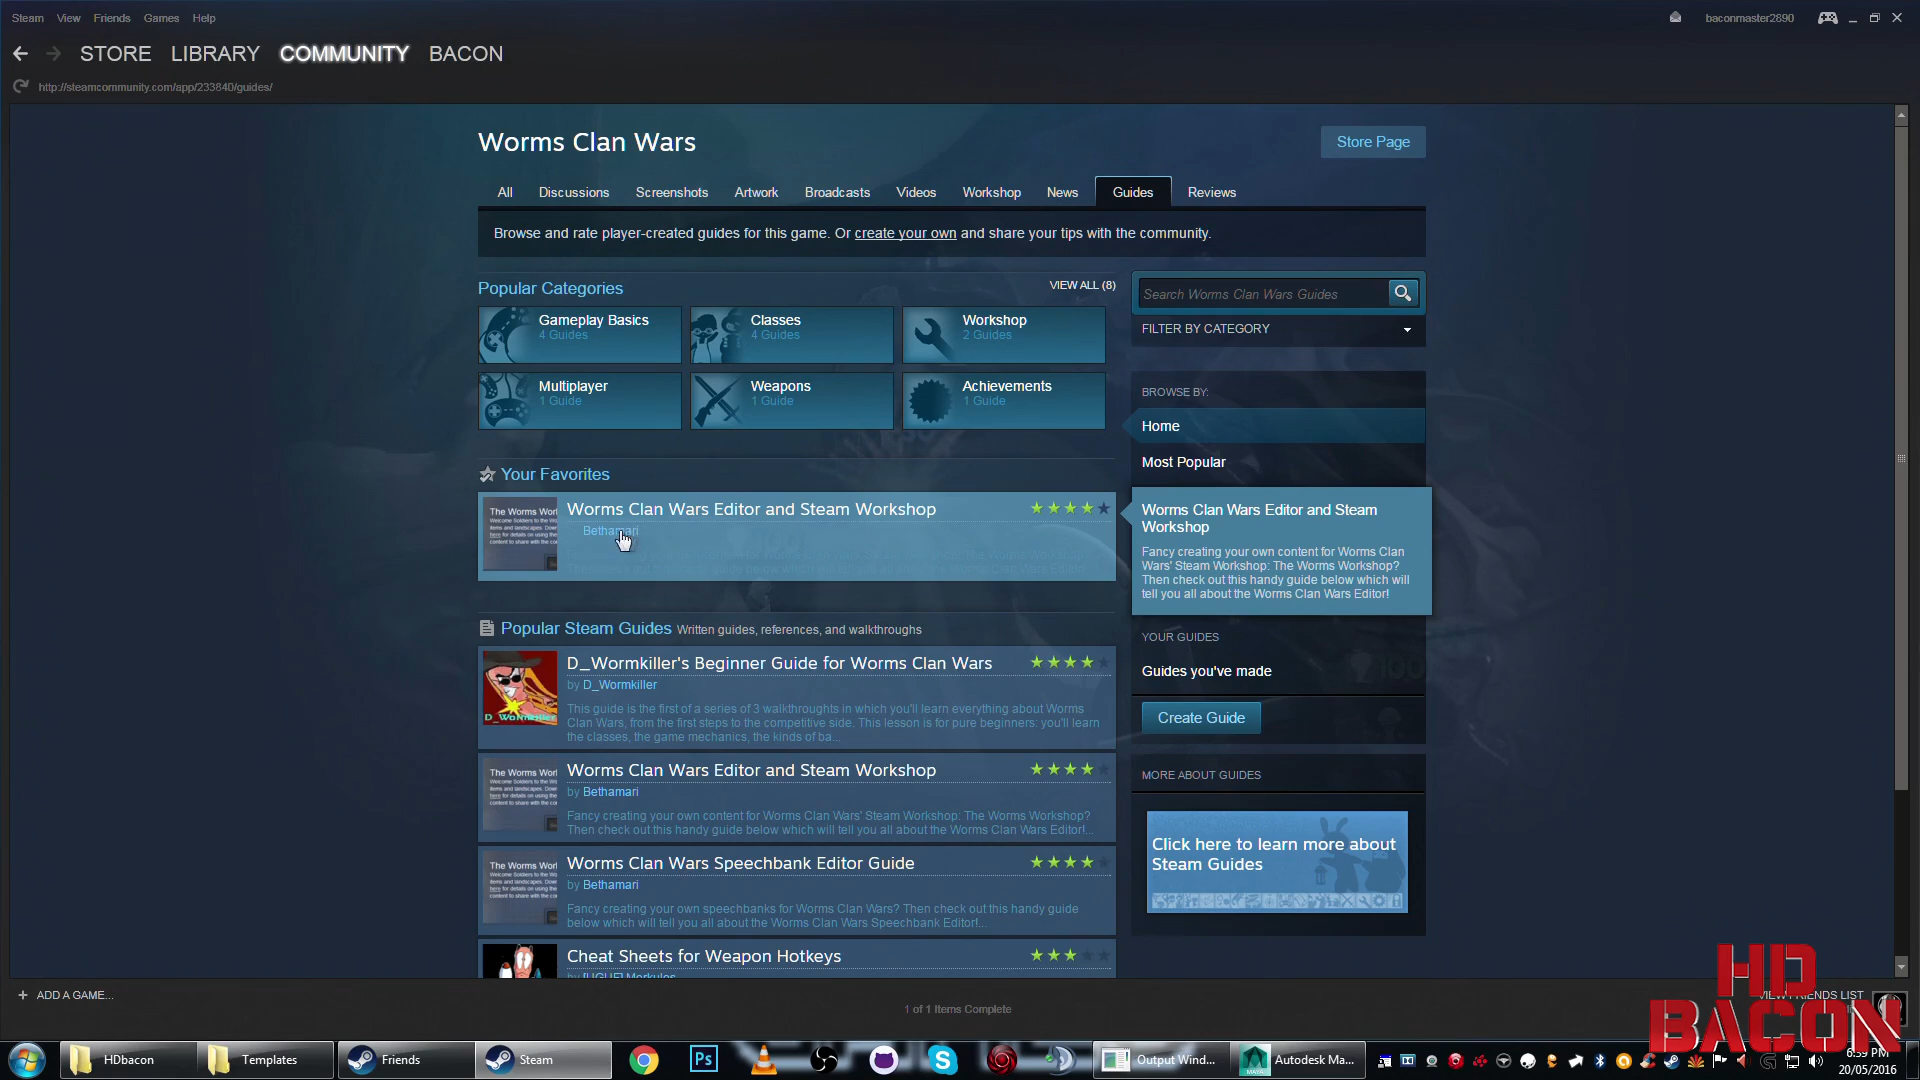 Steam View Friends Games Help
baconmaster2890
STORE LIBRARY COMMUNITY BACON
http://steamcommunity.com/app/233840/guides/
Worms Clan Wars
Store Page
All Discussions Screenshots Artwork Broadcasts Videos Workshop News Guides Reviews
Browse and rate player-created guides for this game. Or create your own and share your tips with the community.
Popular Categories
VIEW ALL (8)
Gameplay Basics
4 Guides
Classes
4 Guides
Workshop
2 Guides
Multiplayer
1 Guide
Weapons
1 Guide
Achievements
1 Guide
Search Worms Clan Wars Guides
FILTER BY CATEGORY
BROWSE BY:
Home
Most Popular
Your Favorites
Worms Clan Wars Editor and Steam Workshop
Bethamari
Worms Clan Wars Editor and Steam
Workshop
Fancy creating your own content for Worms Clan
Wars' Steam Workshop: The Worms Workshop?
Then check out this handy guide below which will
tell you all about the Worms Clan Wars Editor!
Popular Steam Guides Written guides, references, and walkthroughs
D_Wormkiller's Beginner Guide for Worms Clan Wars
by D_Wormkiller
This guide is the first of a series of 3 walkthroughts in which you'll learn everything about Worms
Clan Wars, from the first steps to the competitive side. This lesson is for pure beginners: you'll learn
the classes, the game mechanics, the kinds of ba...
Worms Clan Wars Editor and Steam Workshop
by Bethamari
Fancy creating your own content for Worms Clan Wars' Steam Workshop: The Worms Workshop?
Then check out this handy guide below which will tell you all about the Worms Clan Wars Editor!...
Worms Clan Wars Speechbank Editor Guide
by Bethamari
Fancy creating your own speechbanks for Worms Clan Wars? Then check out this handy guide
below which will tell you all about the Worms Clan Wars Speechbank Editor!...
Cheat Sheets for Weapon Hotkeys
YOUR GUIDES
Guides you've made
Create Guide
MORE ABOUT GUIDES
Click here to learn more about
Steam Guides
+ ADD A GAME...
1 of 1 Items Complete
VIEW FRIENDS LIST
HD
BACON
HDbacon
Templates
Friends
Steam
Ps
Output Wind...
Autodesk Ma...
6:39 PM
20/05/2016